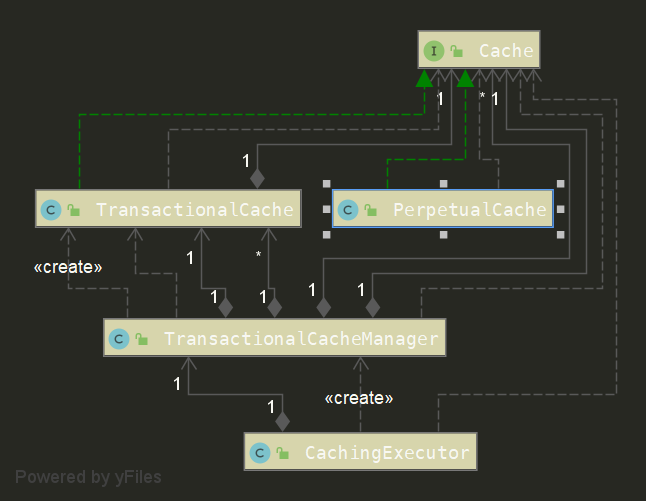 I Cache
1 * 1
1
C TransactionalCache
C PerpetualCache
«create» 1 *
1 1 1 1
C TransactionalCacheManager
1
1 «create»
C CachingExecutor
Powered by yFiles